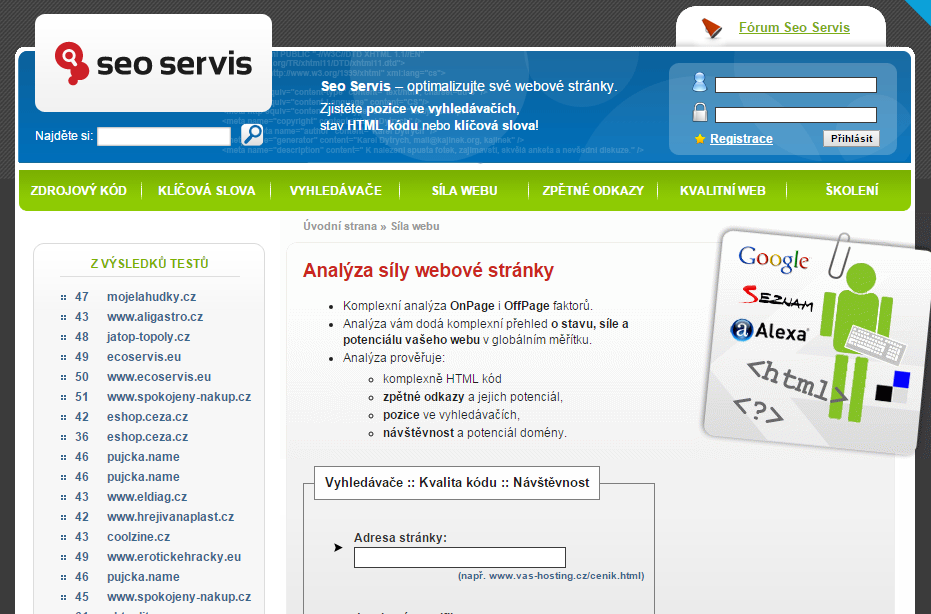 Fórum Seo Servis
seo servis
Seo Servis – optimalizujte své webové stránky.
Zjistěte pozice ve vyhledávačích,
stav HTML kódu nebo klíčová slova!
Najděte si:
Registrace
Přihlásit
ZDROJOVÝ KÓD
KLÍČOVÁ SLOVA
VYHLEDÁVAČE
SÍLA WEBU
ZPĚTNÉ ODKAZY
KVALITNÍ WEB
ŠKOLENÍ
Úvodní strana » Síla webu
Z VÝSLEDKŮ TESTŮ
47 mojelahudky.cz
43 www.aligastro.cz
48 jatop-topoly.cz
49 ecoservis.eu
50 www.ecoservis.eu
51 www.spokojeny-nakup.cz
42 eshop.ceza.cz
36 eshop.ceza.cz
46 pujcka.name
46 pujcka.name
43 www.eldiag.cz
42 www.hrejivanaplast.cz
43 coolzine.cz
49 www.erotickehracky.eu
46 pujcka.name
45 www.spokojeny-nakup.cz
Analýza síly webové stránky
Komplexní analýza OnPage i OffPage faktorů.
Analýza vám dodá komplexní přehled o stavu, síle a
potenciálu vašeho webu v globálním měřítku.
Analýza prověřuje:
komplexně HTML kód
zpětné odkazy a jejich potenciál,
pozice ve vyhledávačích,
návštěvnost a potenciál domény.
Google
SEZNAM
Alexa
<html>
<?>
Vyhledávače :: Kvalita kódu :: Návštěvnost
Adresa stránky:
(např. www.vas-hosting.cz/cenik.html)